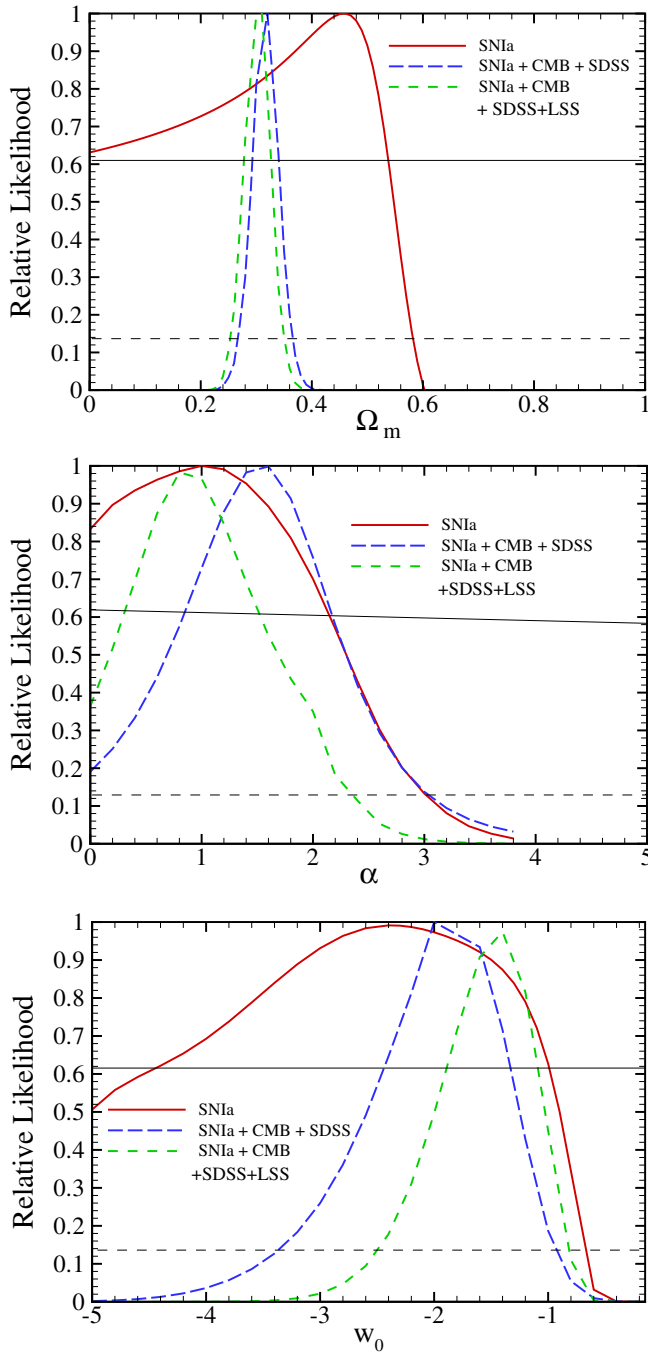 Relative Likelihood
1
0.9
0.8
0.7
0.6
0.5
0.4
0.3
0.2
0.1
0
SNIa
SNIa + CMB + SDSS
SNIa + CMB
+ SDSS+LSS
0 0.2 0.4 0.6 0.8 1
Ωm
Relative Likelihood
1
0.9
0.8
0.7
0.6
0.5
0.4
0.3
0.2
0.1
0
SNIa
SNIa + CMB + SDSS
SNIa + CMB
+SDSS+LSS
0 1 2 3 4 5
α
Relative Likelihood
1
0.9
0.8
0.7
0.6
0.5
0.4
0.3
0.2
0.1
0
SNIa
SNIa + CMB + SDSS
SNIa + CMB
+SDSS+LSS
-5 -4 -3 -2 -1
w0